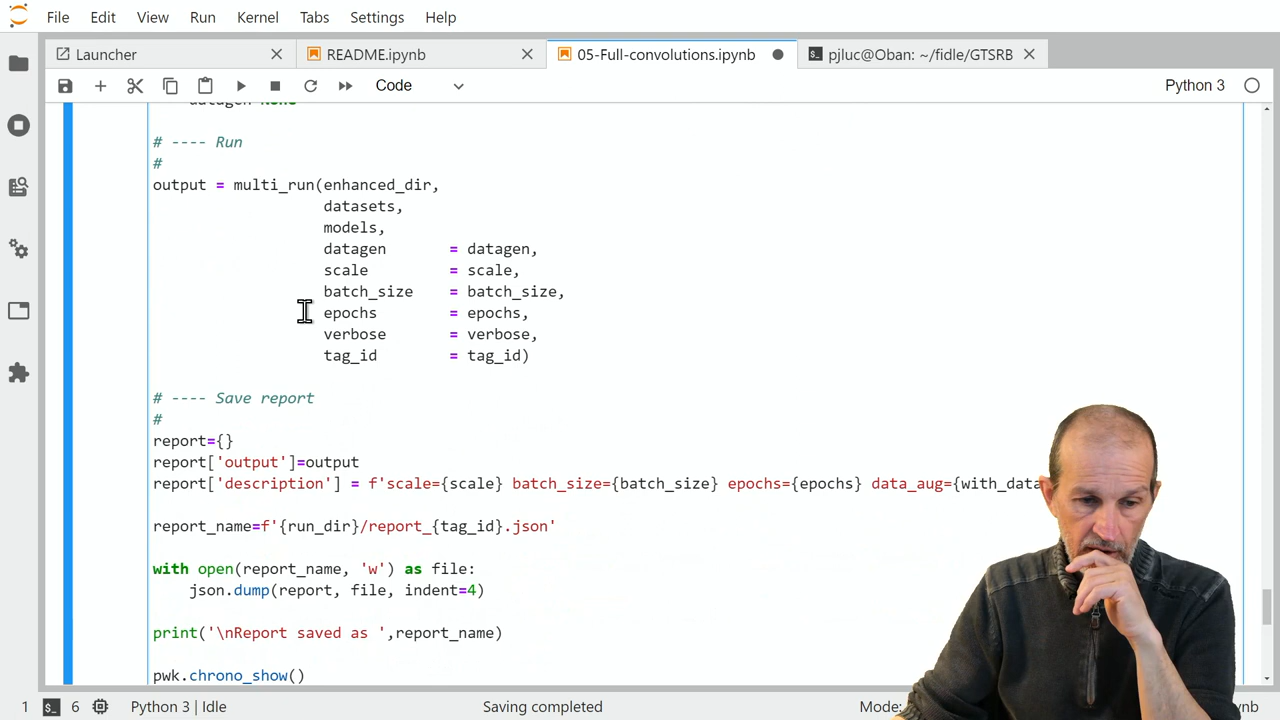 File Edit View Run Kernel Tabs Settings Help
Launcher README.ipynb 05-Full-convolutions.ipynb pjluc@Oban: ~/fidle/GTSRB
Code Python 3
# ---- Run
#
output = multi_run(enhanced_dir,
datasets,
models,
datagen = datagen,
scale = scale,
batch_size = batch_size,
epochs = epochs,
verbose = verbose,
tag_id = tag_id)
# ---- Save report
#
report={}
report['output']=output
report['description'] = f'scale={scale} batch_size={batch_size} epochs={epochs} data_aug={with_data
report_name=f'{run_dir}/report_{tag_id}.json'
with open(report_name, 'w') as file:
json.dump(report, file, indent=4)
print('\nReport saved as ',report_name)
pwk.chrono_show()
1 $_ 6 Python 3 | Idle Saving completed Mode: nb